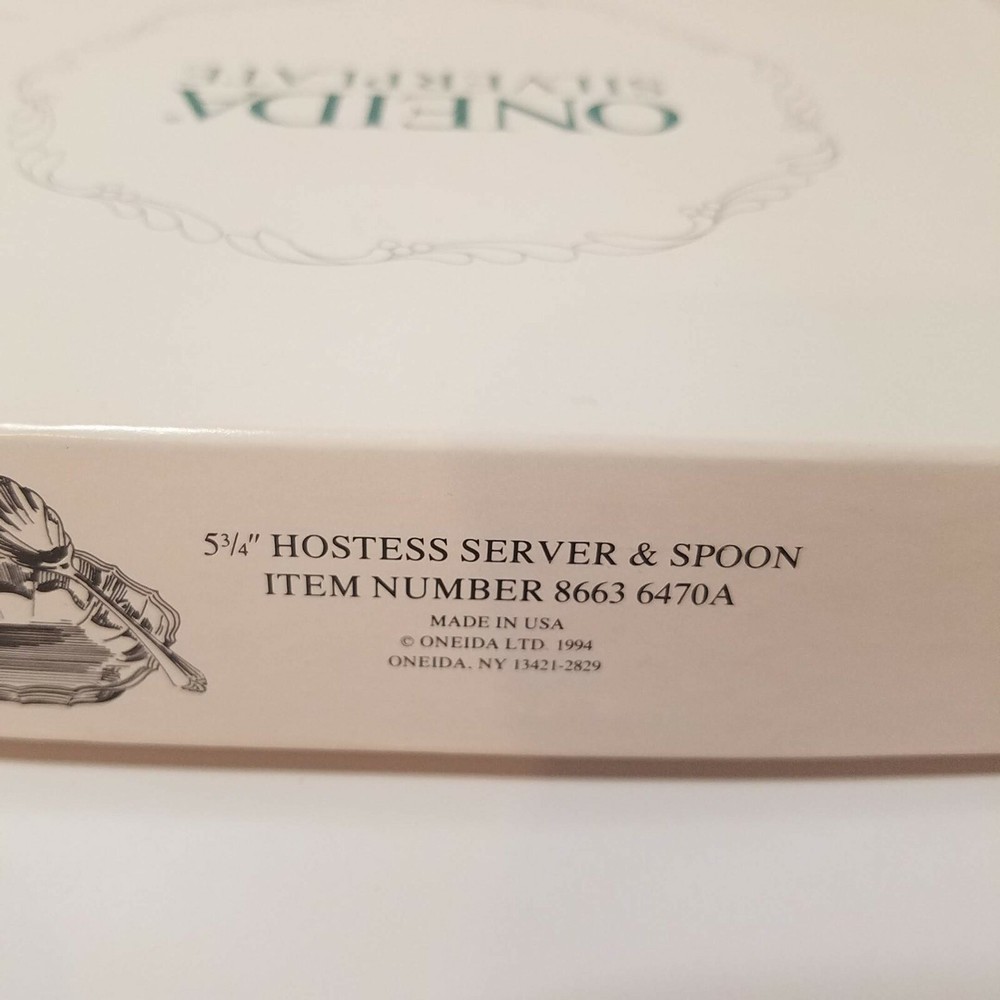 ONEIDA®
SILVERPLATE
5¾" HOSTESS SERVER & SPOON
ITEM NUMBER 8663 6470A
MADE IN USA
© ONEIDA LTD. 1994
ONEIDA, NY 13421-2829